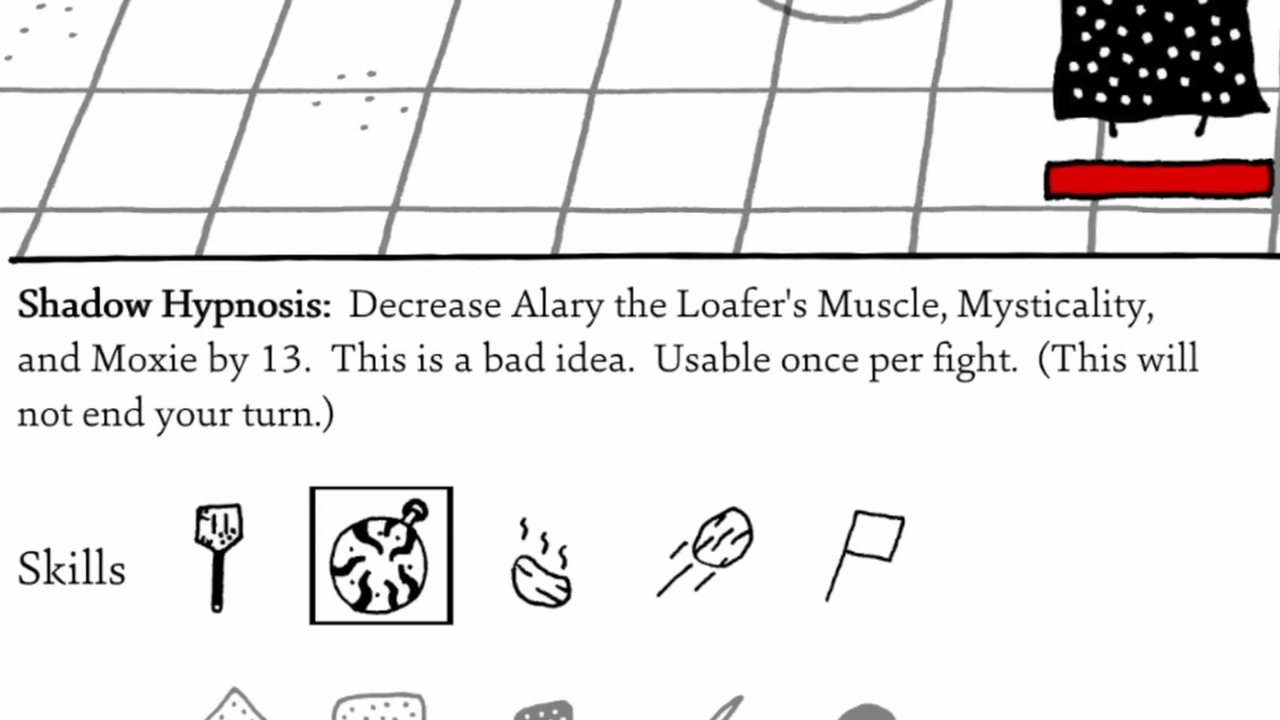 Shadow Hypnosis: Decrease Alary the Loafer's Muscle, Mysticality,
and Moxie by 13. This is a bad idea. Usable once per fight. (This will
not end your turn.)
Skills